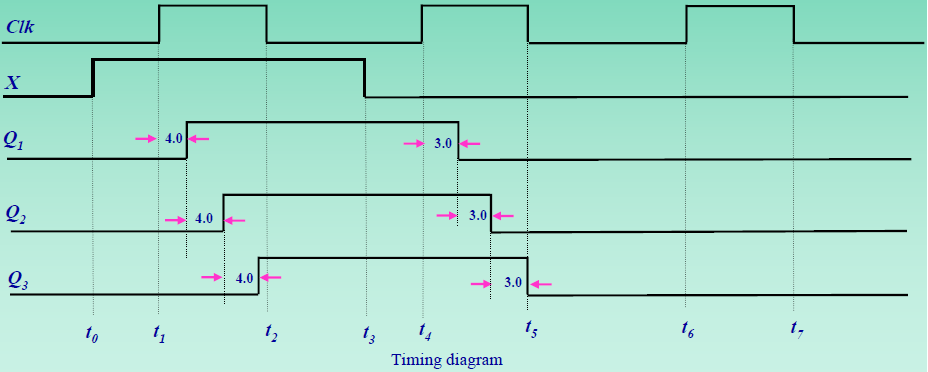 Clk
X
Q1 4.0 3.0
Q2 4.0 3.0
Q3 4.0 3.0
t0 t1 t2 t3 t4 t5 t6 t7
Timing diagram